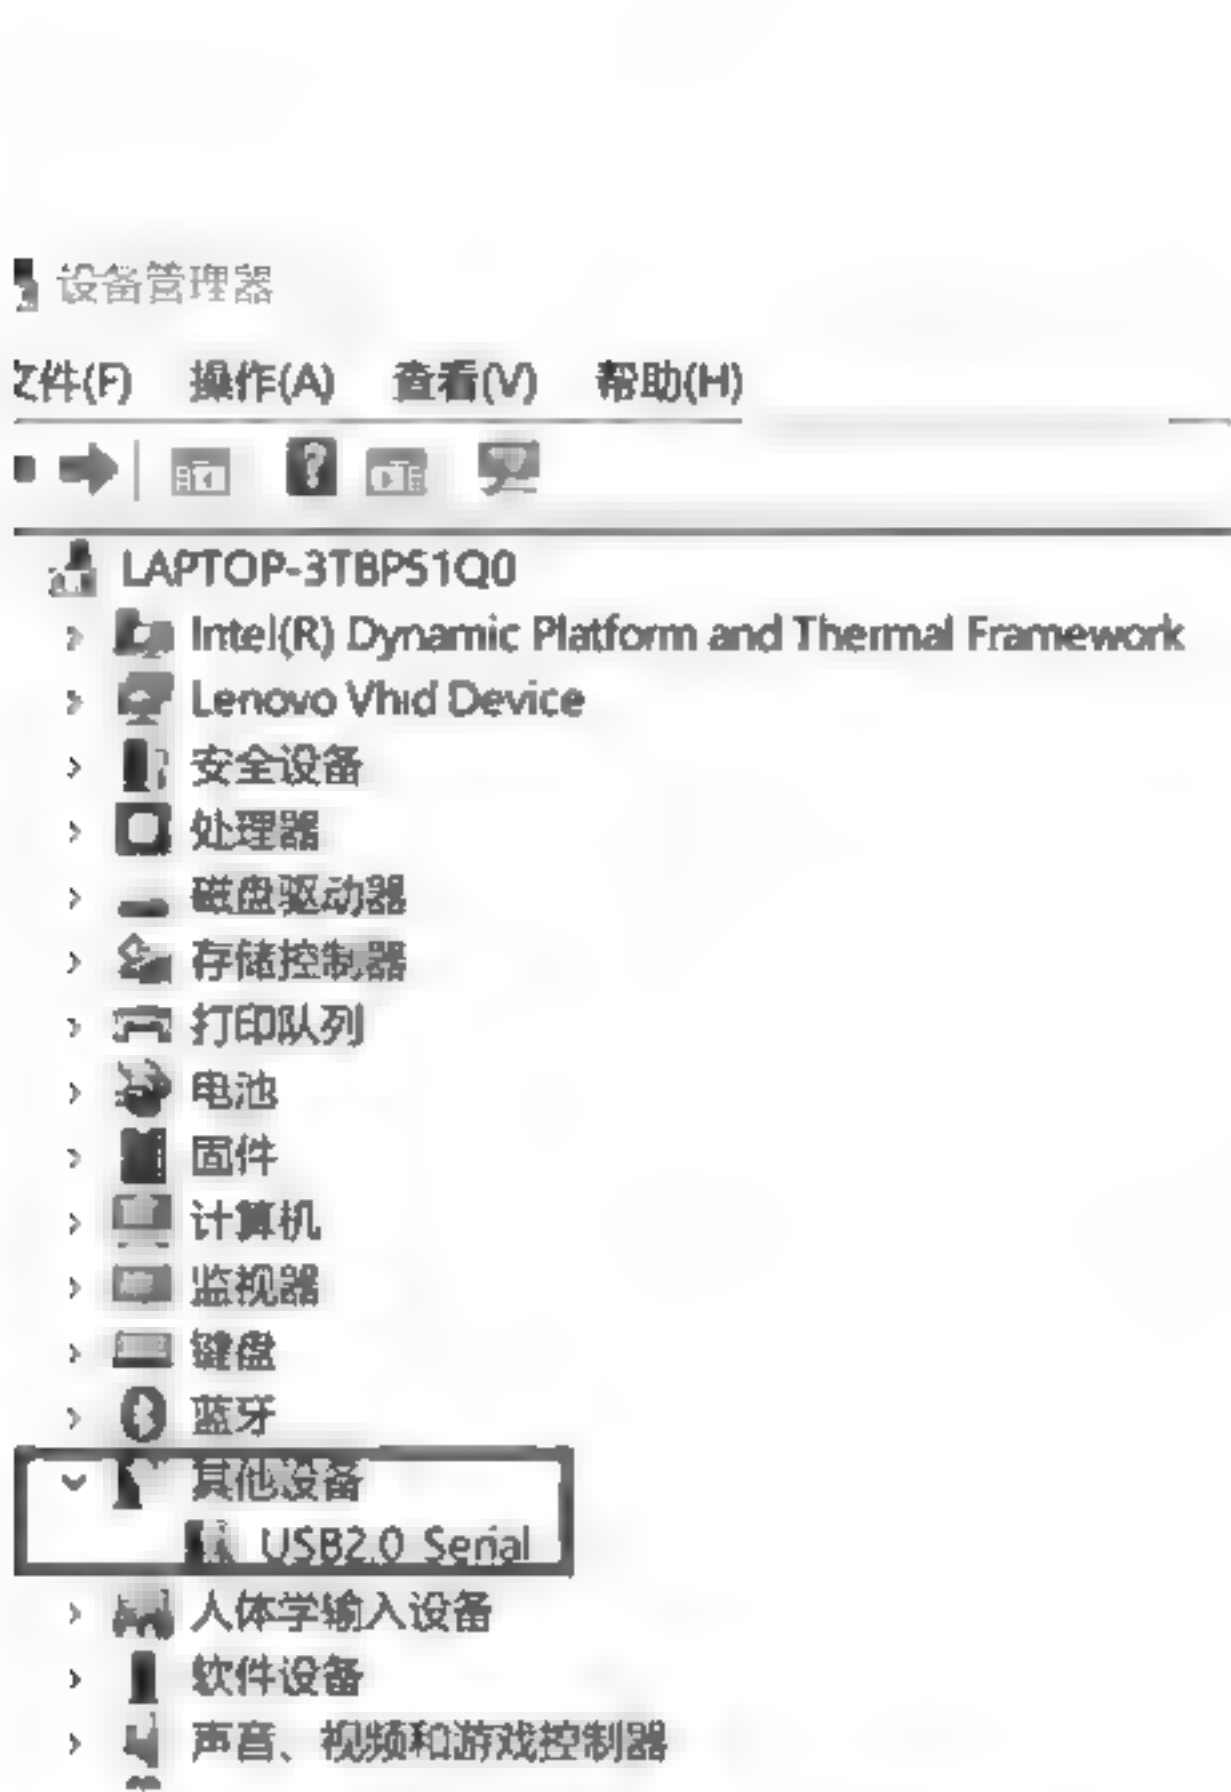 设备管理器
文件(F) 操作(A) 查看(V) 帮助(H)
LAPTOP-3TBPS1Q0
Intel(R) Dynamic Platform and Thermal Framework
Lenovo Vhid Device
安全设备
处理器
磁盘驱动器
存储控制器
打印队列
电池
固件
计算机
监视器
键盘
蓝牙
其他设备
USB2.0-Serial
人体学输入设备
软件设备
声音、视频和游戏控制器